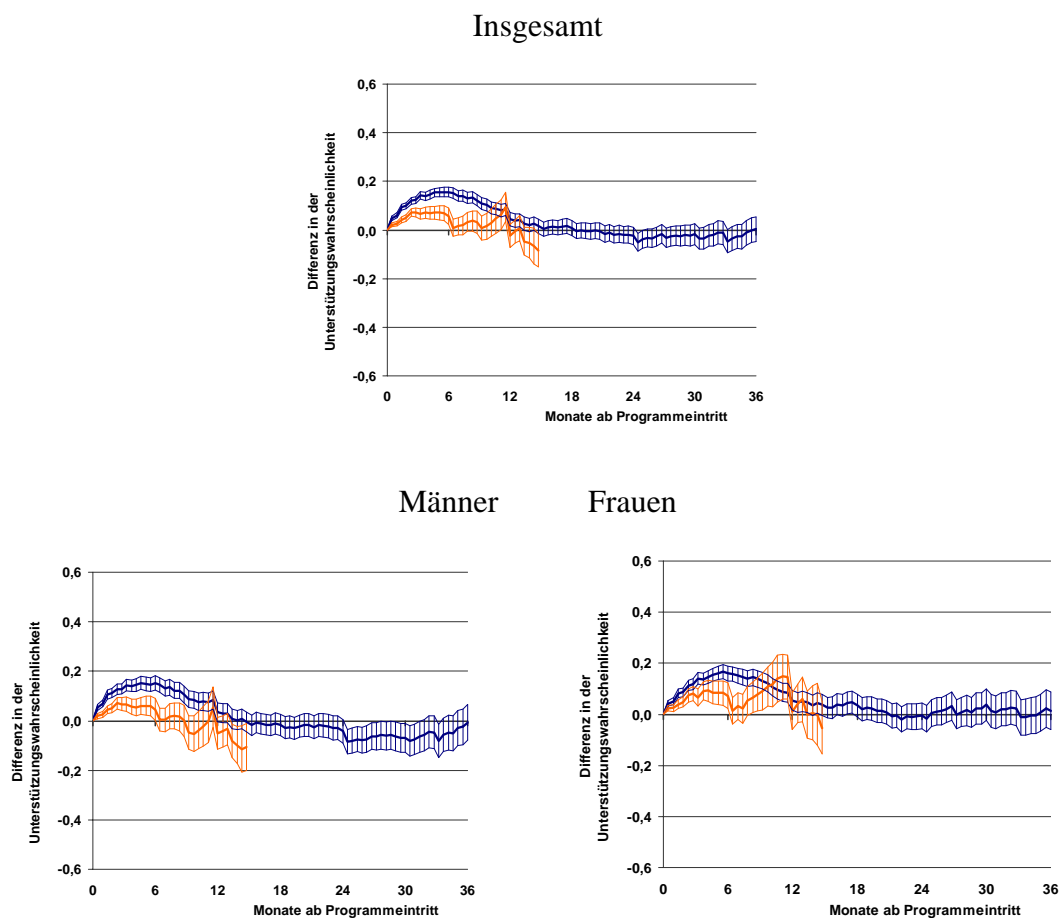 Insgesamt
0,6
0,4
0,2
0,0
-0,2
-0,4
-0,6
Differenz in der
Unterstützungswahrscheinlichkeit
0 6 12 18 24 30 36
Monate ab Programmeintritt
Männer Frauen
0,6
0,4
0,2
0,0
-0,2
-0,4
-0,6
Differenz in der
Unterstützungswahrscheinlichkeit
0 6 12 18 24 30 36
Monate ab Programmeintritt
0,6
0,4
0,2
0,0
-0,2
-0,4
-0,6
Differenz in der
Unterstützungswahrscheinlichkeit
0 6 12 18 24 30 36
Monate ab Programmeintritt